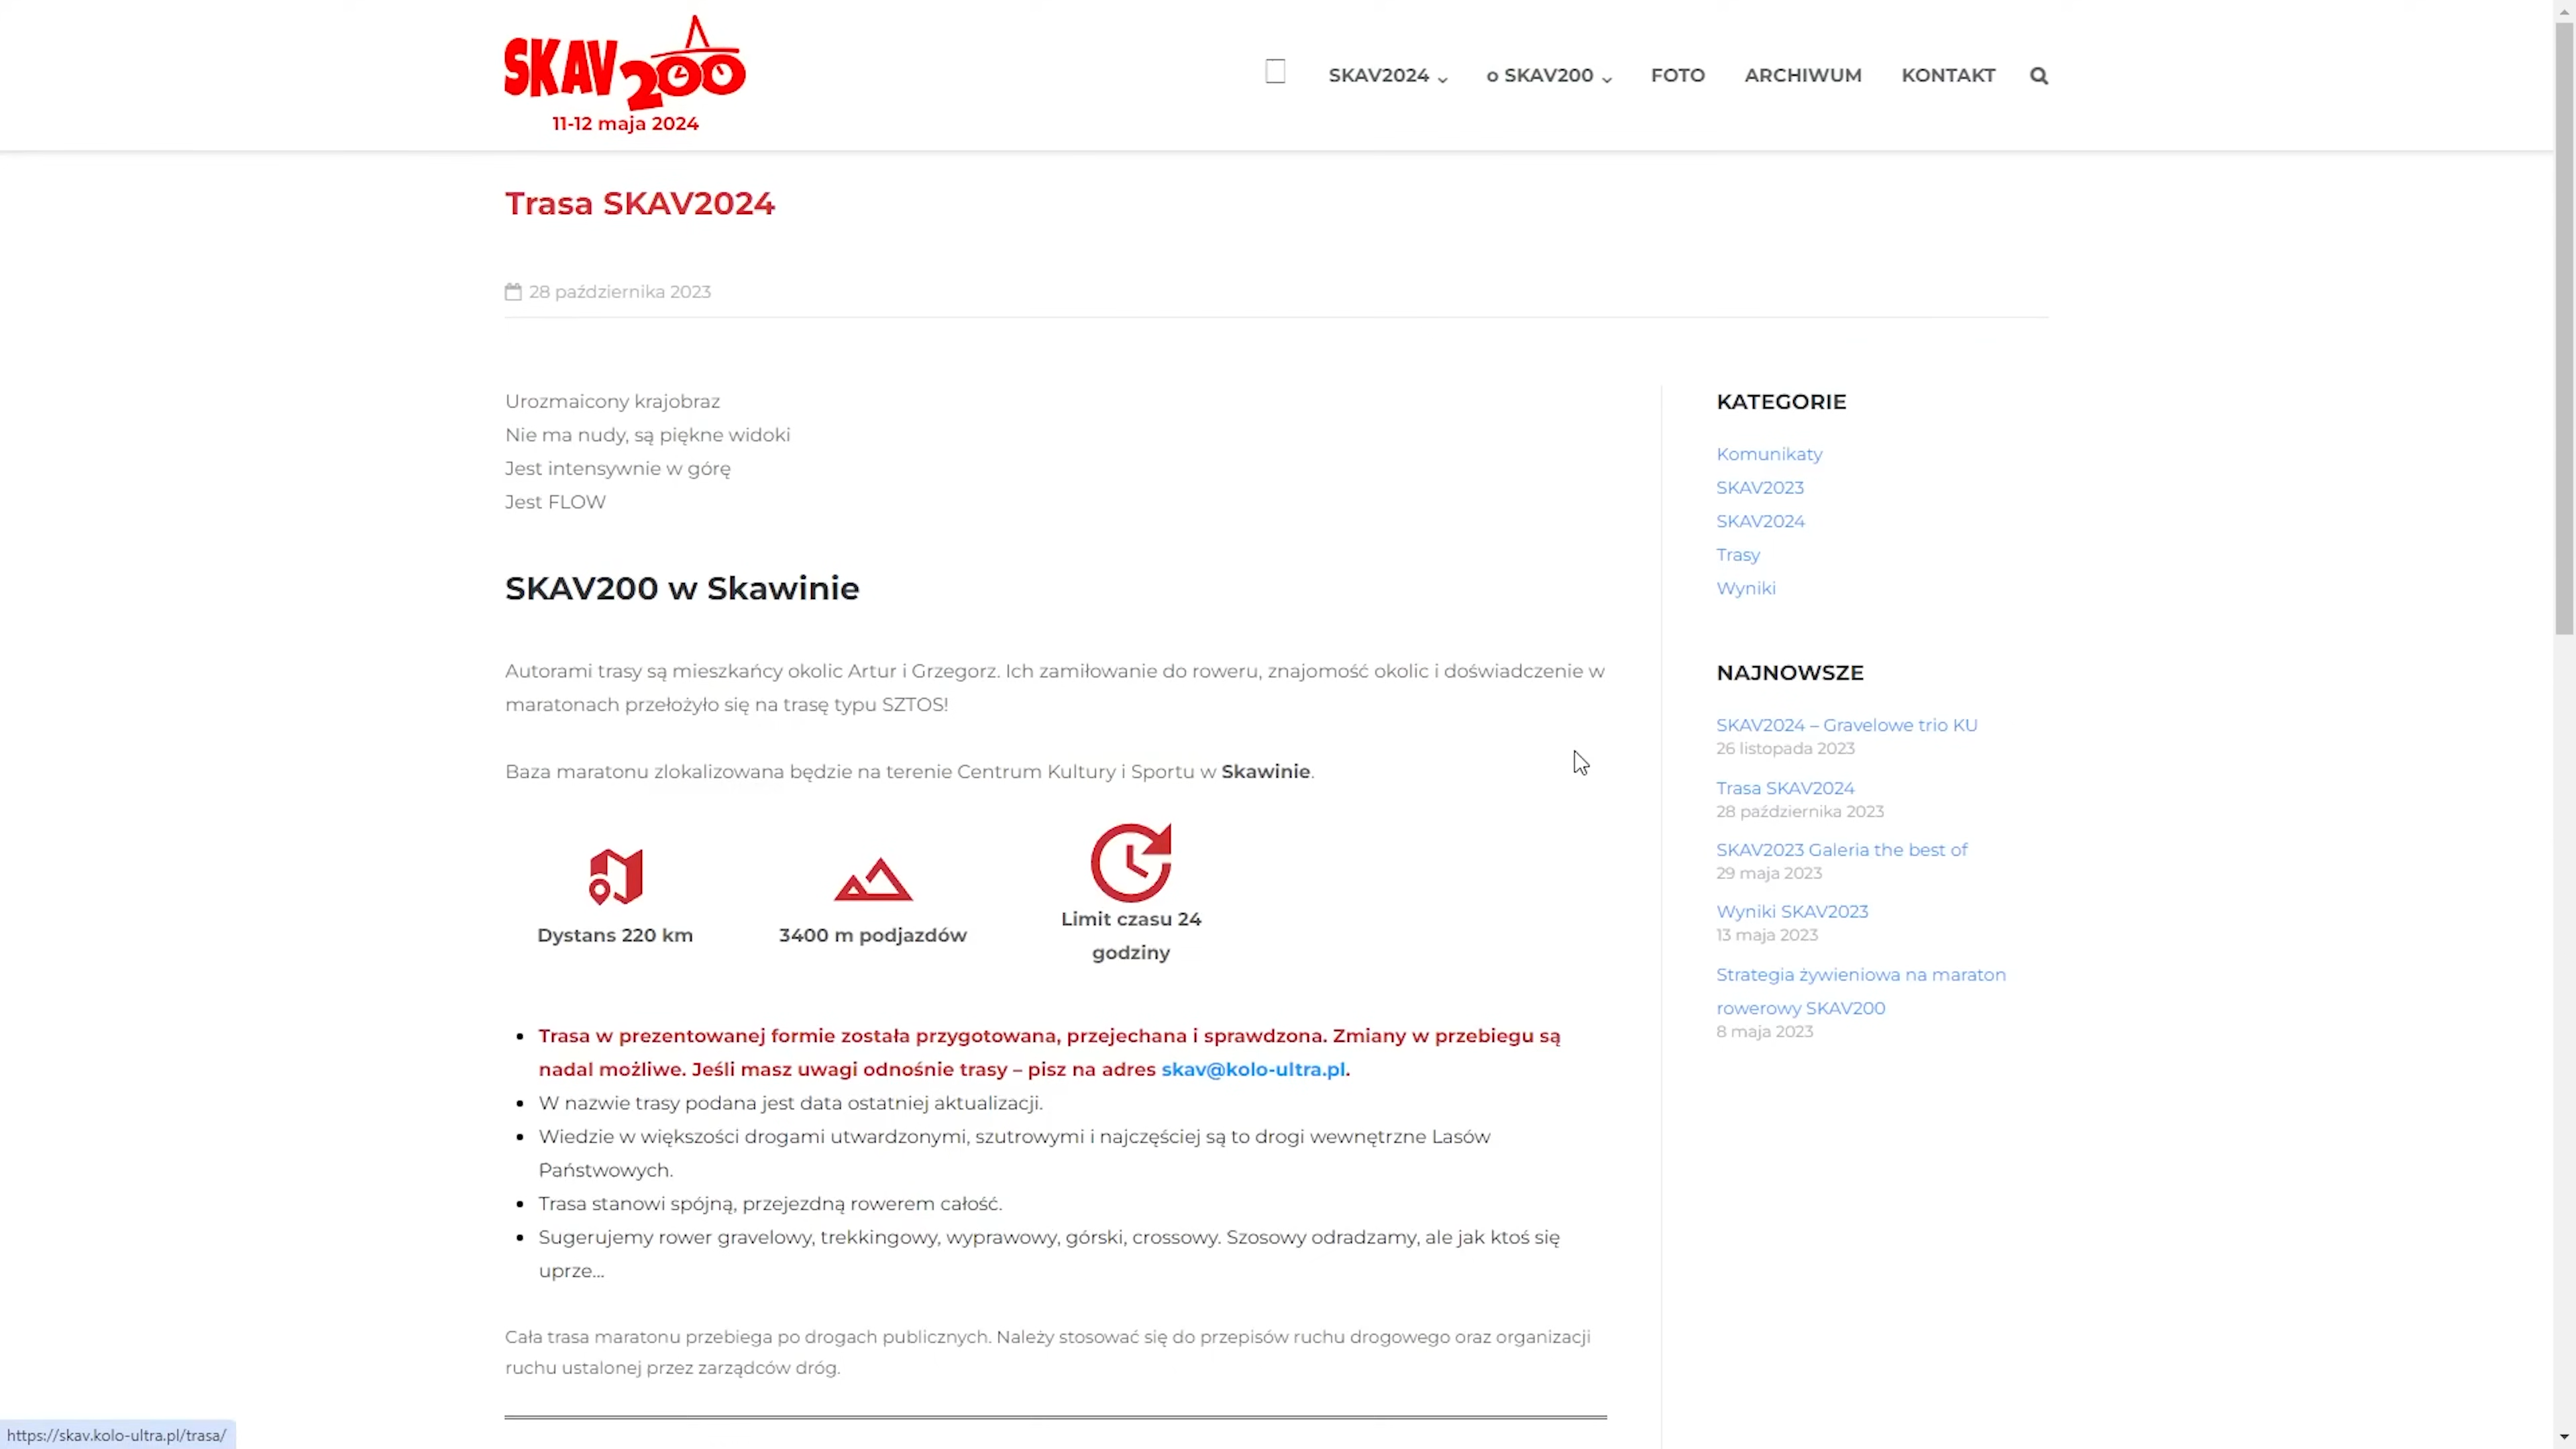 SKAV200
11-12 maja 2024
SKAV2024
o SKAV200
FOTO
ARCHIWUM
KONTAKT
Trasa SKAV2024
28 października 2023
Urozmaicony krajobraz
Nie ma nudy, są piękne widoki
Jest intensywnie w górę
Jest FLOW
SKAV200 w Skawinie
Autorami trasy są mieszkańcy okolic Artur i Grzegorz. Ich zamiłowanie do roweru, znajomość okolic i doświadczenie w
maratonach przełożyło się na trasę typu SZTOS!
Baza maratonu zlokalizowana będzie na terenie Centrum Kultury i Sportu w Skawinie.
Dystans 220 km
3400 m podjazdów
Limit czasu 24
godziny
Trasa w prezentowanej formie została przygotowana, przejechana i sprawdzona. Zmiany w przebiegu są
nadal możliwe. Jeśli masz uwagi odnośnie trasy – pisz na adres skav@kolo-ultra.pl.
W nazwie trasy podana jest data ostatniej aktualizacji.
Wiedzie w większości drogami utwardzonymi, szutrowymi i najczęściej są to drogi wewnętrzne Lasów
Państwowych.
Trasa stanowi spójną, przejezdną rowerem całość.
Sugerujemy rower gravelowy, trekkingowy, wyprawowy, górski, crossowy. Szosowy odradzamy, ale jak ktoś się
uprze...
Cała trasa maratonu przebiega po drogach publicznych. Należy stosować się do przepisów ruchu drogowego oraz organizacji
ruchu ustalonej przez zarządców dróg.
KATEGORIE
Komunikaty
SKAV2023
SKAV2024
Trasy
Wyniki
NAJNOWSZE
SKAV2024 – Gravelowe trio KU
26 listopada 2023
Trasa SKAV2024
28 października 2023
SKAV2023 Galeria the best of
29 maja 2023
Wyniki SKAV2023
13 maja 2023
Strategia żywieniowa na maraton
rowerowy SKAV200
8 maja 2023
https://skav.kolo-ultra.pl/trasa/